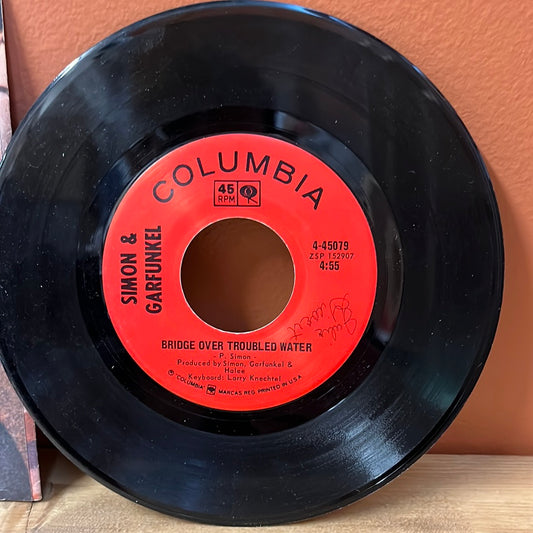 COLUMBIA
45
RPM
SIMON &
GARFUNKEL
4-45079
ZSP 152907
4:55
BRIDGE OVER TROUBLED WATER
- P. Simon -
Produced by Simon, Garfunkel &
Halee
Keyboard: Larry Knechtel
© COLUMBIA MARCAS REG. PRINTED IN U.S.A.